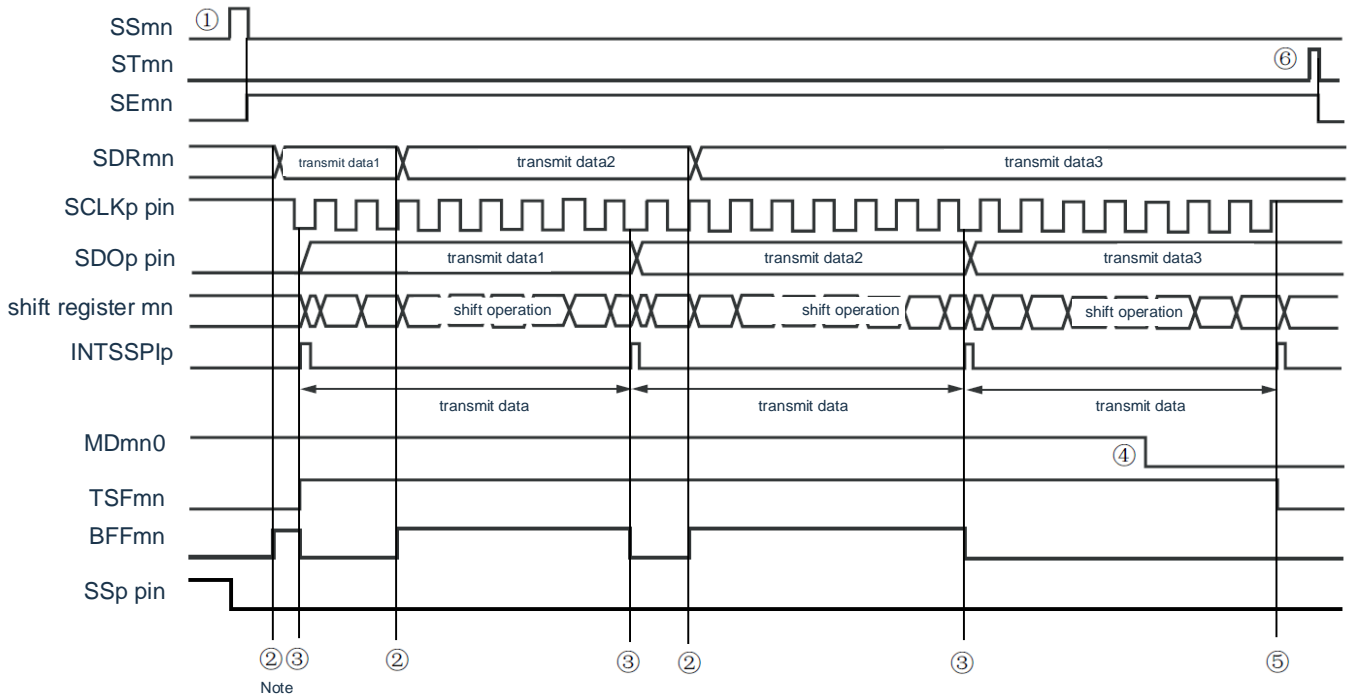 SSmn ①
STmn ⑥
SEmn
SDRmn transmit data1 transmit data2 transmit data3
SCLKp pin
SDOp pin transmit data1 transmit data2 transmit data3
shift register mn shift operation shift operation shift operation
INTSSPIp
transmit data transmit data transmit data
MDmn0 ④
TSFmn
BFFmn
SSp pin
② ③ ② ③ ② ③ ⑤
Note